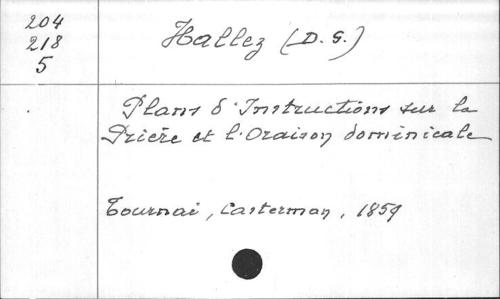 204
218
5
Hallez (D. G.)
Plans d'Instructions sur la
Prière et l'Oraison dominicale
Tournai, Casterman, 1859